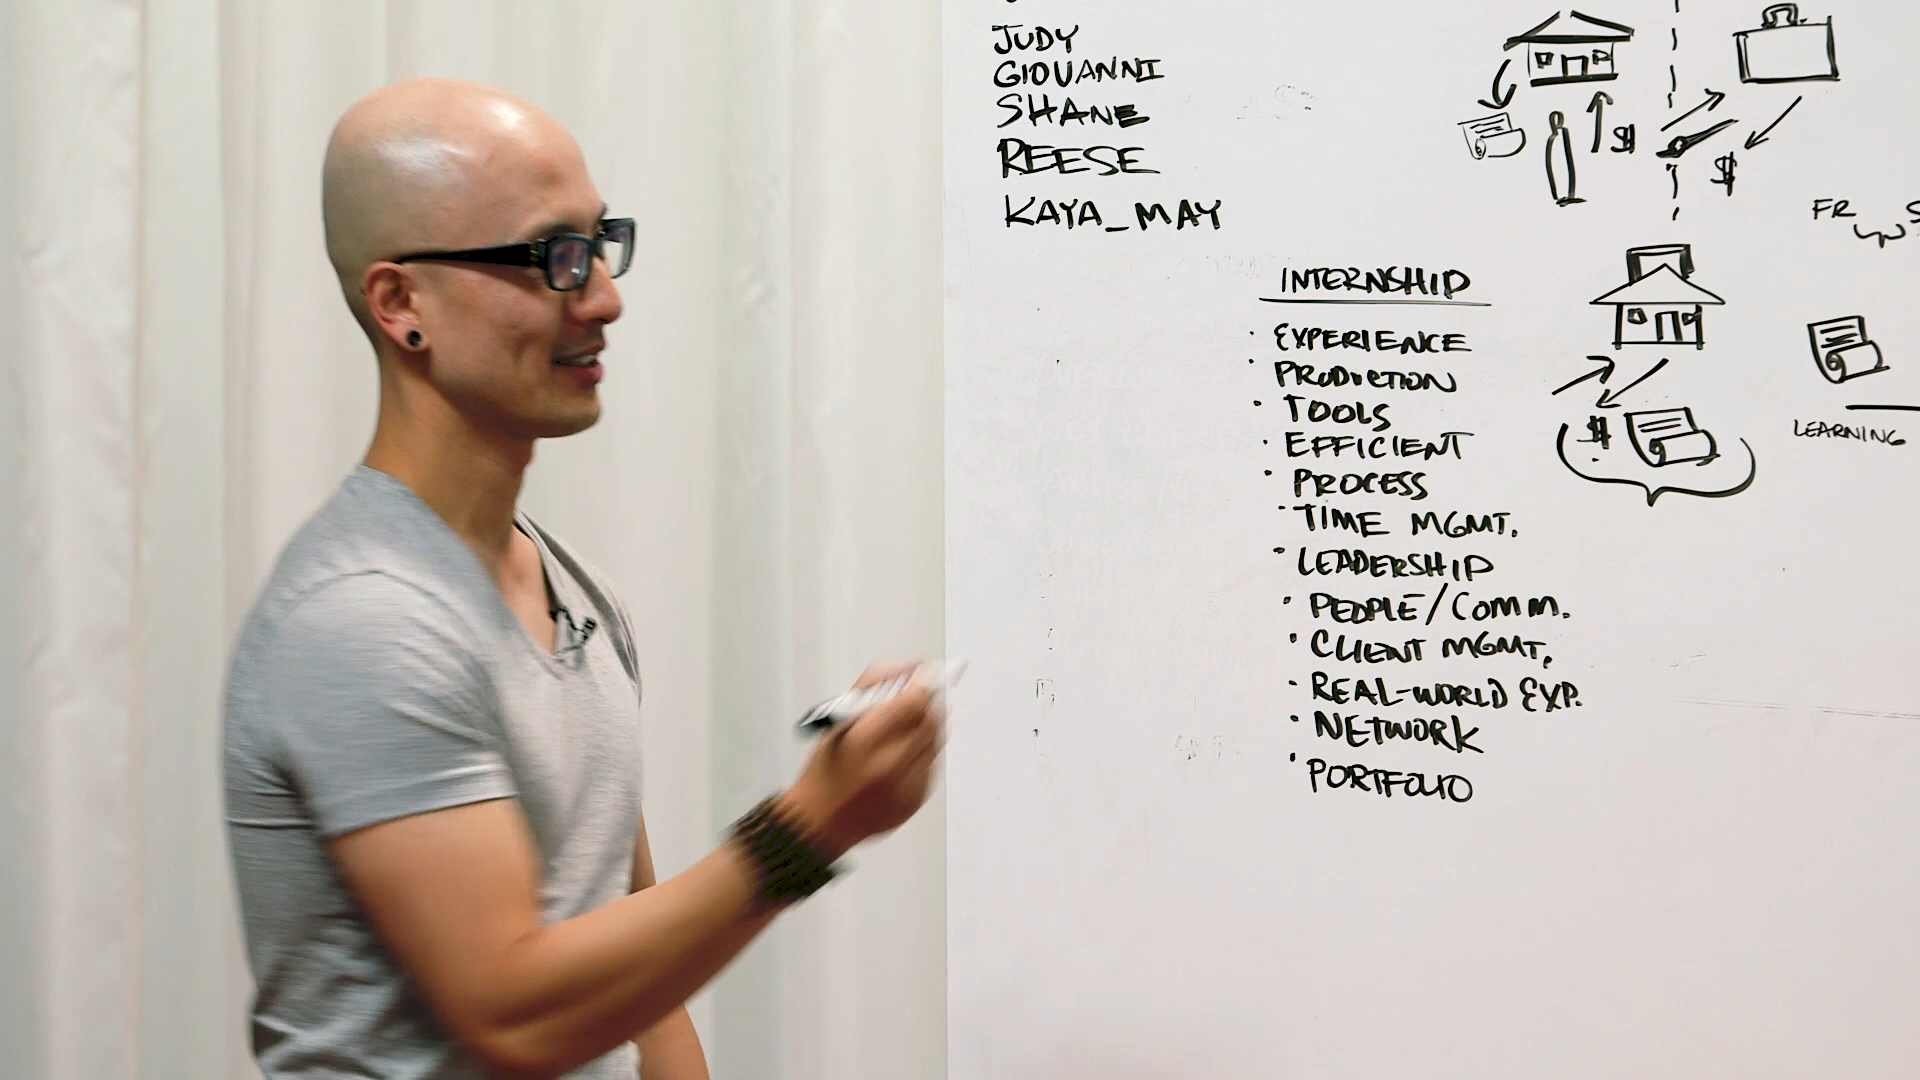 JUDY
GIOVANNI
SHANE
REESE
KAYA_MAY
$
$
FR
INTERNSHIP
· EXPERIENCE
· PRODUCTION
· TOOLS
· EFFICIENT
· PROCESS
· TIME MGMT.
· LEADERSHIP
· PEOPLE/COMM.
· CLIENT MGMT.
· REAL-WORLD EXP.
· NETWORK
· PORTFOLIO
$
LEARNING